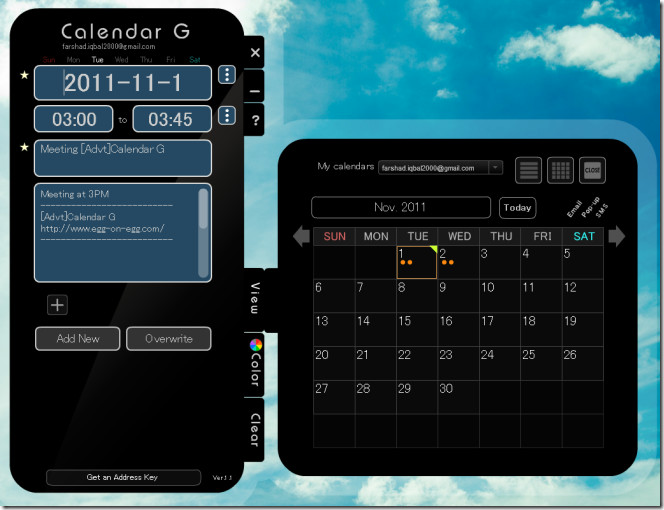 Calendar G
farshad.iqbal2000@gmail.com
Sun Mon Tue Wed Thu Fri Sat
2011-11-1
03:00 to 03:45
Meeting [Advt]Calendar G
Meeting at 3PM
--------------------------
[Advt]Calendar G
http://www.egg-on-egg.com/
--------------------------
+
Add New Overwrite
Get an Address Key Ver1.1
×
–
?
View
Color
Clear
My calendars farshad.iqbal2000@gmail.com CLOSE
Nov. 2011 Today Email Pop-up SMS
SUN MON TUE WED THU FRI SAT
1 2 3 4 5
6 7 8 9 10 11 12
13 14 15 16 17 18 19
20 21 22 23 24 25 26
27 28 29 30